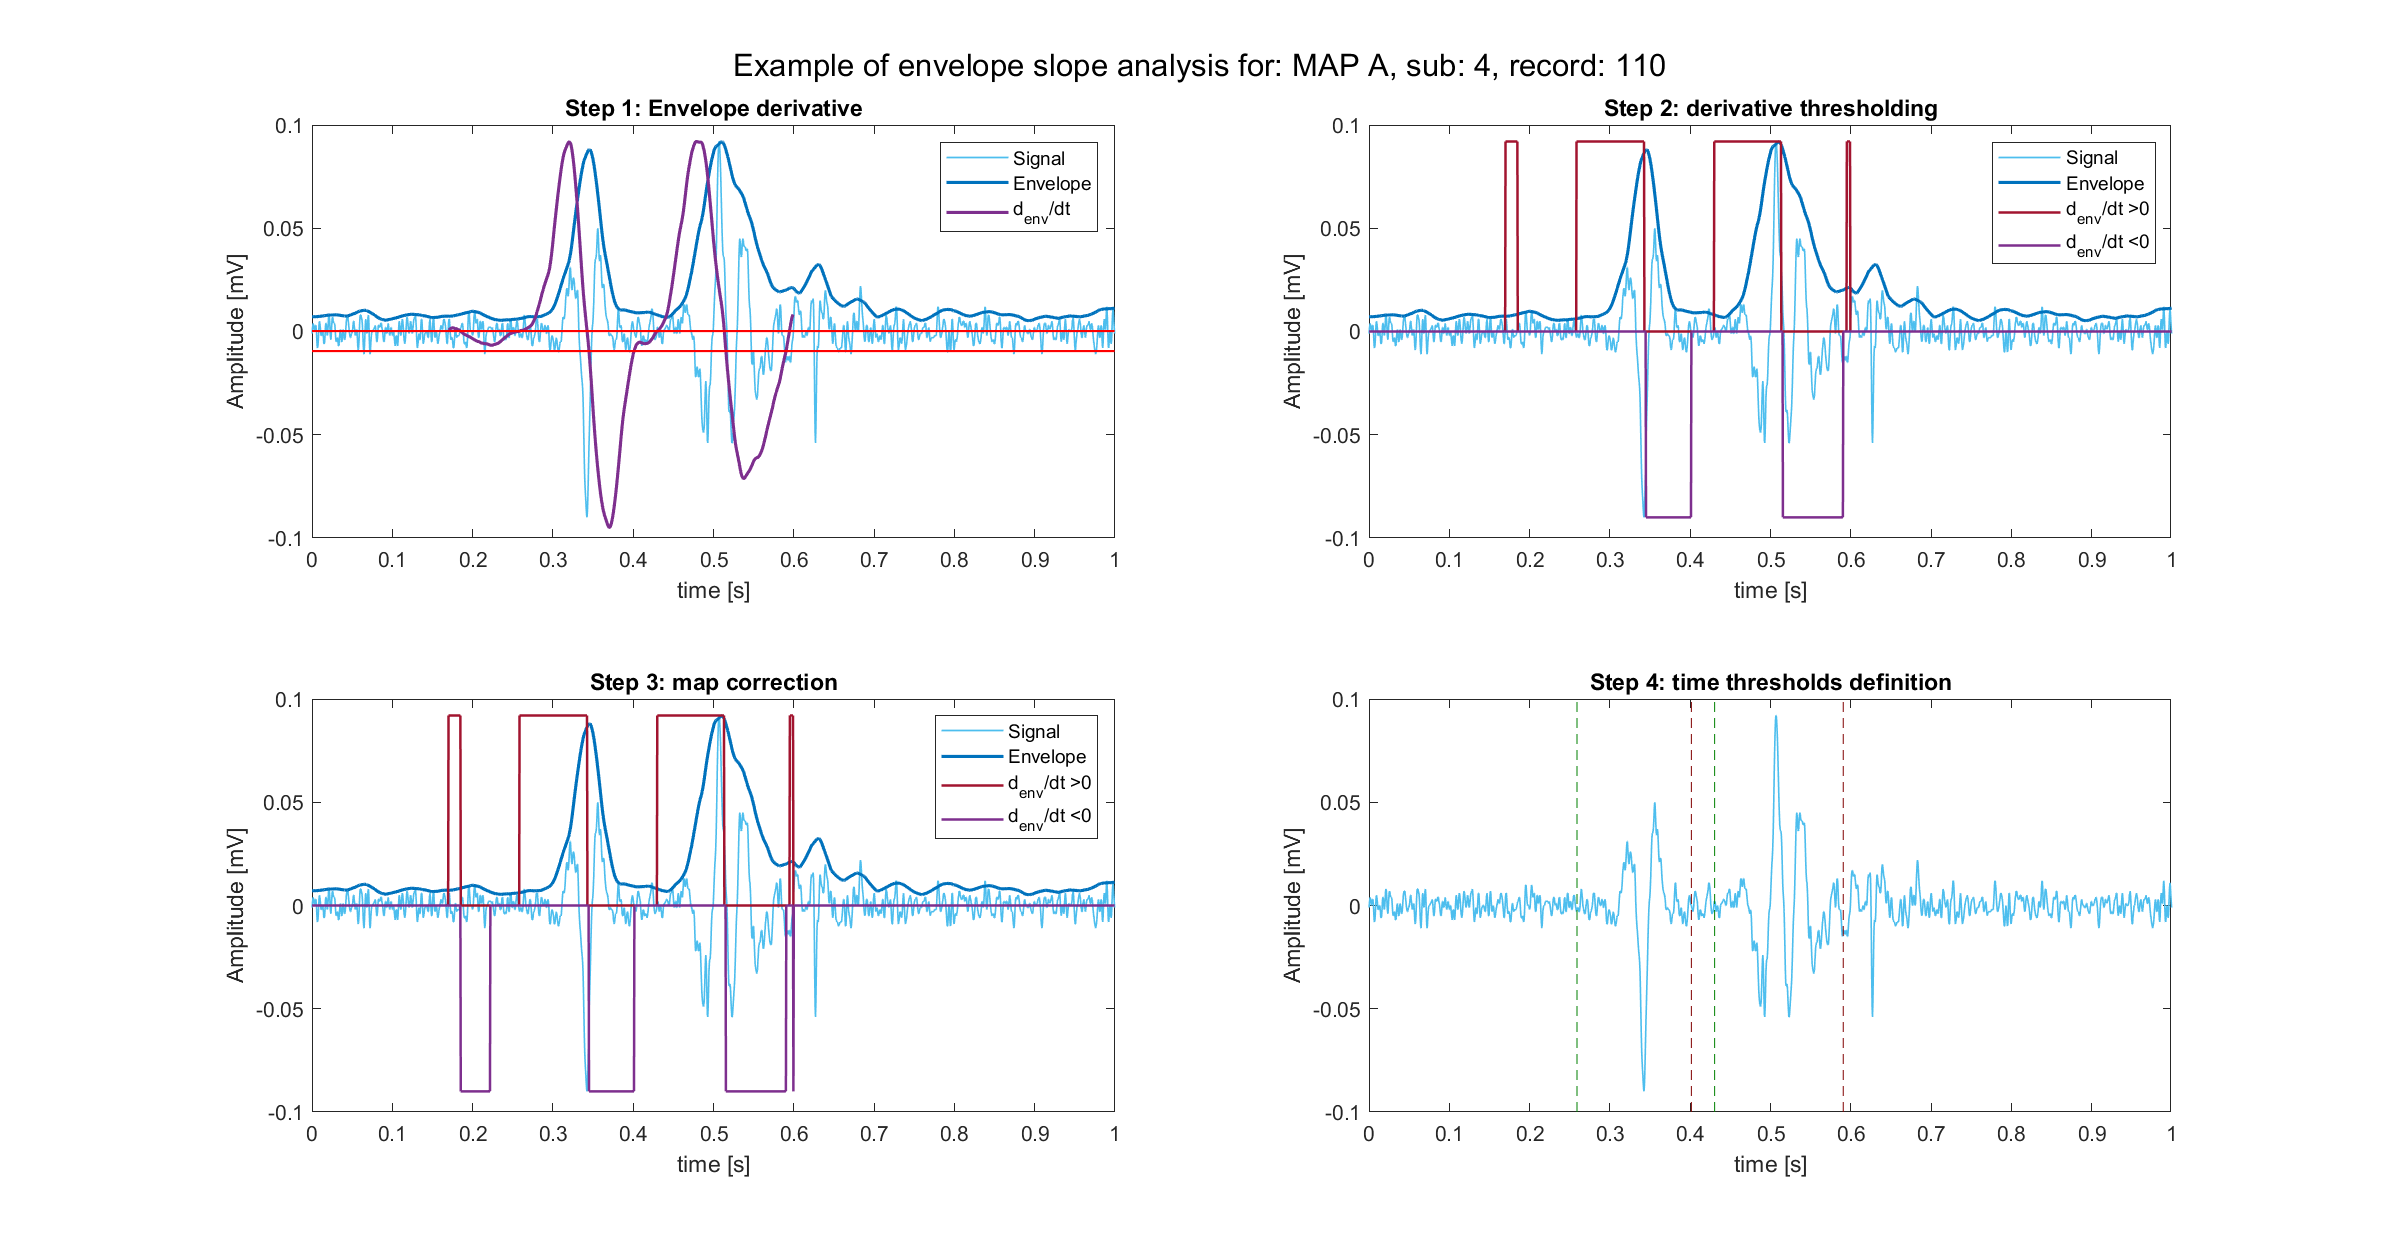 Example of envelope slope analysis for: MAP A, sub: 4, record: 110
Step 1: Envelope derivative
0.1
0.05
0
-0.05
-0.1
Amplitude [mV]
0 0.1 0.2 0.3 0.4 0.5 0.6 0.7 0.8 0.9 1
time [s]
Signal
Envelope
d_env/dt
Step 2: derivative thresholding
0.1
0.05
0
-0.05
-0.1
Amplitude [mV]
0 0.1 0.2 0.3 0.4 0.5 0.6 0.7 0.8 0.9 1
time [s]
Signal
Envelope
d_env/dt >0
d_env/dt <0
Step 3: map correction
0.1
0.05
0
-0.05
-0.1
Amplitude [mV]
0 0.1 0.2 0.3 0.4 0.5 0.6 0.7 0.8 0.9 1
time [s]
Signal
Envelope
d_env/dt >0
d_env/dt <0
Step 4: time thresholds definition
0.1
0.05
0
-0.05
-0.1
Amplitude [mV]
0 0.1 0.2 0.3 0.4 0.5 0.6 0.7 0.8 0.9 1
time [s]